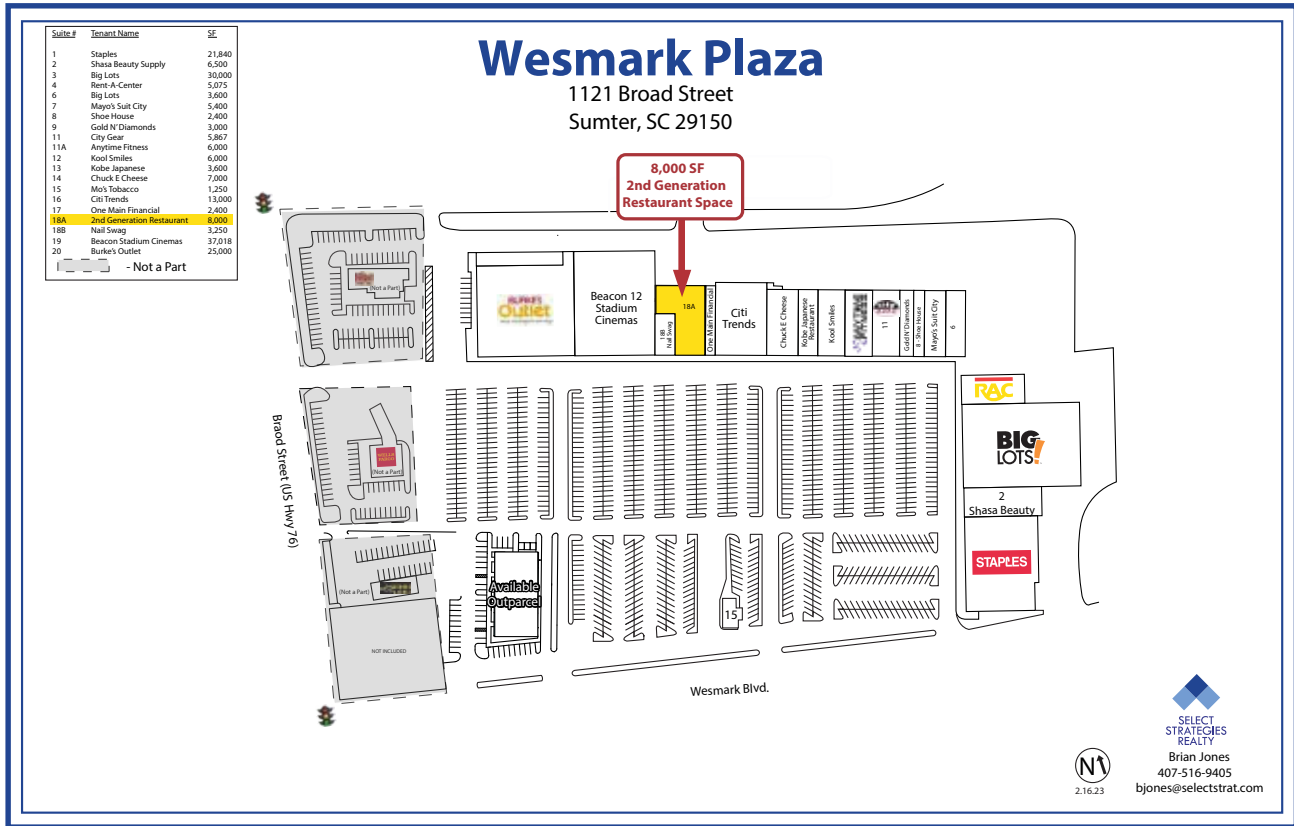 Suite # Tenant Name SF
1 Staples 21,840
2 Shasa Beauty Supply 6,500
3 Big Lots 30,000
4 Rent-A-Center 5,075
6 Big Lots 3,600
7 Mayo's Suit City 5,400
8 Shoe House 2,400
9 Gold N' Diamonds 3,000
11 City Gear 5,867
11A Anytime Fitness 6,000
12 Kool Smiles 6,000
13 Kobe Japanese 3,600
14 Chuck E Cheese 7,000
15 Mo's Tobacco 1,250
16 Citi Trends 13,000
17 One Main Financial 2,400
18A 2nd Generation Restaurant 8,000
18B Nail Swag 3,250
19 Beacon Stadium Cinemas 37,018
20 Burke's Outlet 25,000
- Not a Part
Wesmark Plaza
1121 Broad Street
Sumter, SC 29150
8,000 SF
2nd Generation
Restaurant Space
(Not a Part)
BURKES
Outlet
Beacon 12
Stadium
Cinemas
18A
18B
Nail Swag
One Main Financial
Citi
Trends
Chuck E Cheese
Kobe Japanese
Restaurant
Kool Smiles
11
Gold N' Diamonds
8 - Shoe House
Mayo's Suit City
6
RAC
BIG
LOTS!
2
Shasa Beauty
STAPLES
Braod Street (US Hwy 76)
WELLS
FARGO
(Not a Part)
(Not a Part)
NOT INCLUDED
Available
Outparcel
15
Wesmark Blvd.
N
2.16.23
SELECT
STRATEGIES
REALTY
Brian Jones
407-516-9405
bjones@selectstrat.com